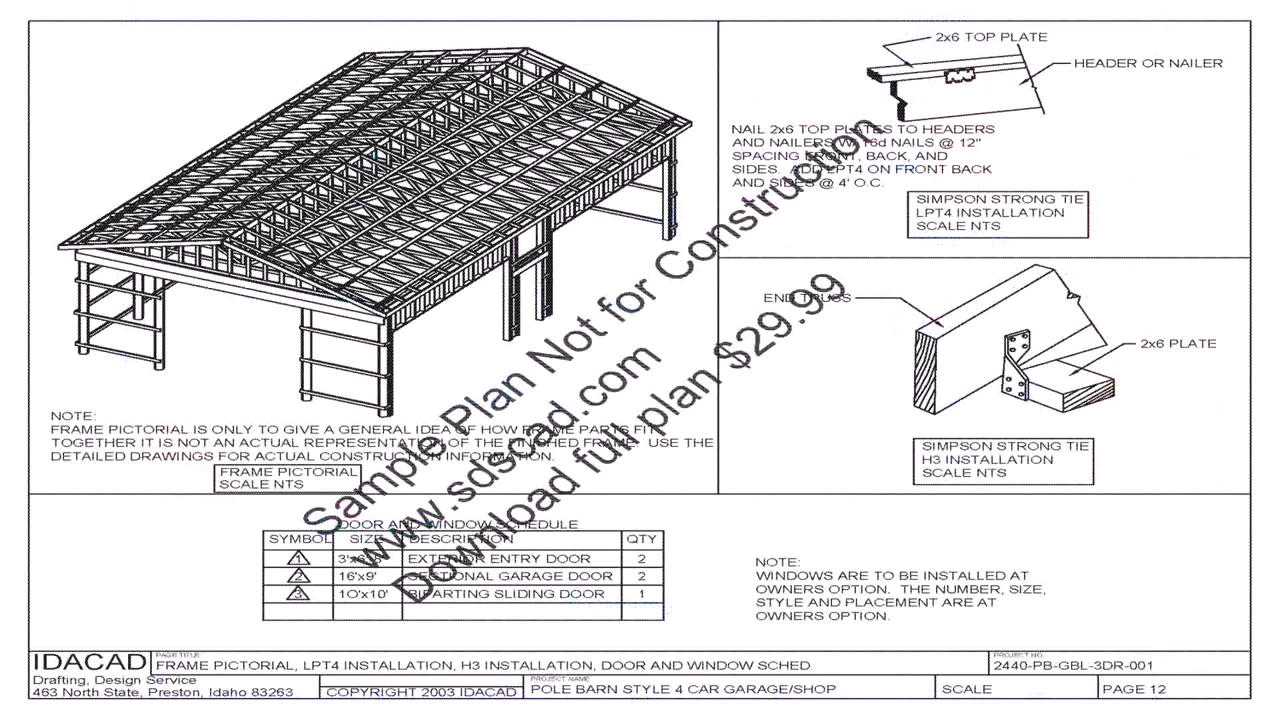 2x6 TOP PLATE
HEADER OR NAILER
NAIL 2x6 TOP PLATES TO HEADERS
AND NAILERS W/ 16d NAILS @ 12"
SPACING FRONT, BACK, AND
SIDES. ADD LPT4 ON FRONT BACK
AND SIDES @ 4' O.C.
SIMPSON STRONG TIE
LPT4 INSTALLATION
SCALE NTS
END TRUSS
2x6 PLATE
SIMPSON STRONG TIE
H3 INSTALLATION
SCALE NTS
NOTE:
FRAME PICTORIAL IS ONLY TO GIVE A GENERAL IDEA OF HOW FRAME PARTS FIT
TOGETHER IT IS NOT AN ACTUAL REPRESENTATION OF THE FINISHED FRAME. USE THE
DETAILED DRAWINGS FOR ACTUAL CONSTRUCTION INFORMATION.
FRAME PICTORIAL
SCALE NTS
Sample Plan Not for Construction
www.sdscad.com
Download full plan $29.99
DOOR AND WINDOW SCHEDULE
SYMBOL SIZE DESCRIPTION QTY
1 EXTERIOR ENTRY DOOR 2
2 16'x9' SECTIONAL GARAGE DOOR 2
3 10'x10' BIPARTING SLIDING DOOR 1
NOTE:
WINDOWS ARE TO BE INSTALLED AT
OWNERS OPTION. THE NUMBER, SIZE,
STYLE AND PLACEMENT ARE AT
OWNERS OPTION.
IDACAD
Drafting, Design Service
463 North State, Preston, Idaho 83263
PAGE TITLE:
FRAME PICTORIAL, LPT4 INSTALLATION, H3 INSTALLATION, DOOR AND WINDOW SCHED.
PROJECT NO.
2440-PB-GBL-3DR-001
COPYRIGHT 2003 IDACAD
PROJECT NAME
POLE BARN STYLE 4 CAR GARAGE/SHOP
SCALE
PAGE 12